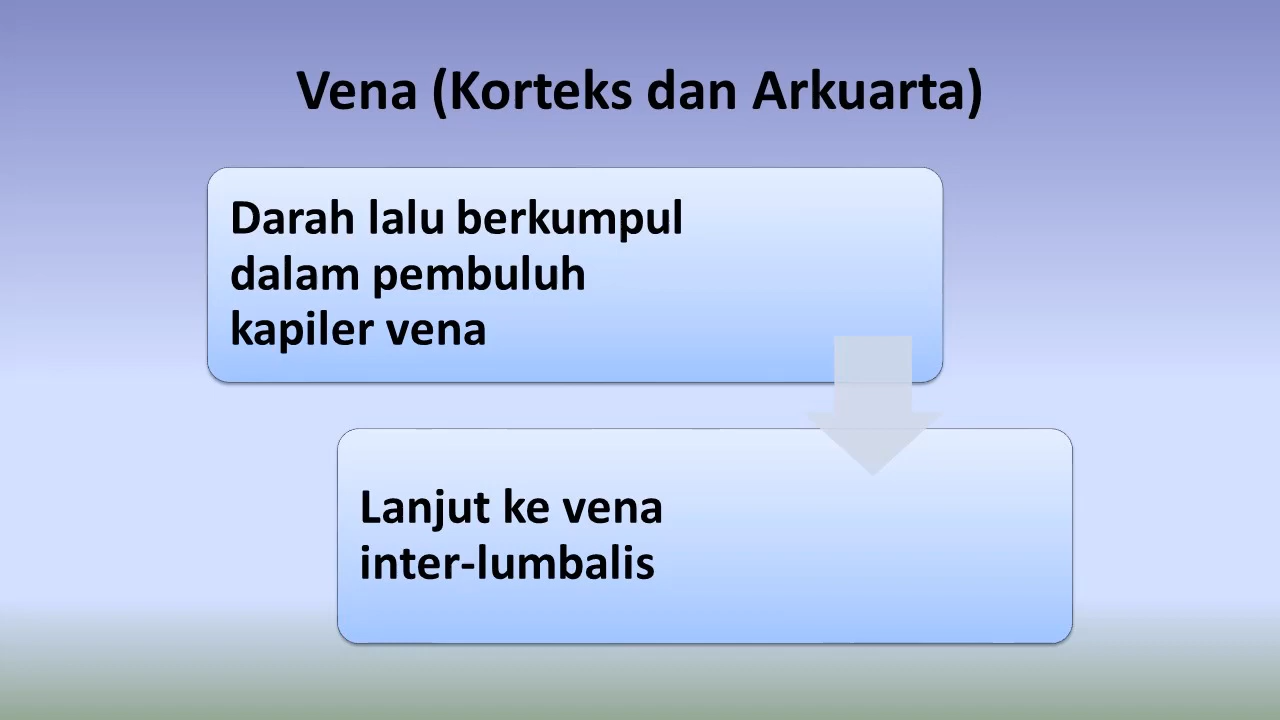 Vena (Korteks dan Arkuarta)
Darah lalu berkumpul
dalam pembuluh
kapiler vena
Lanjut ke vena
inter-lumbalis